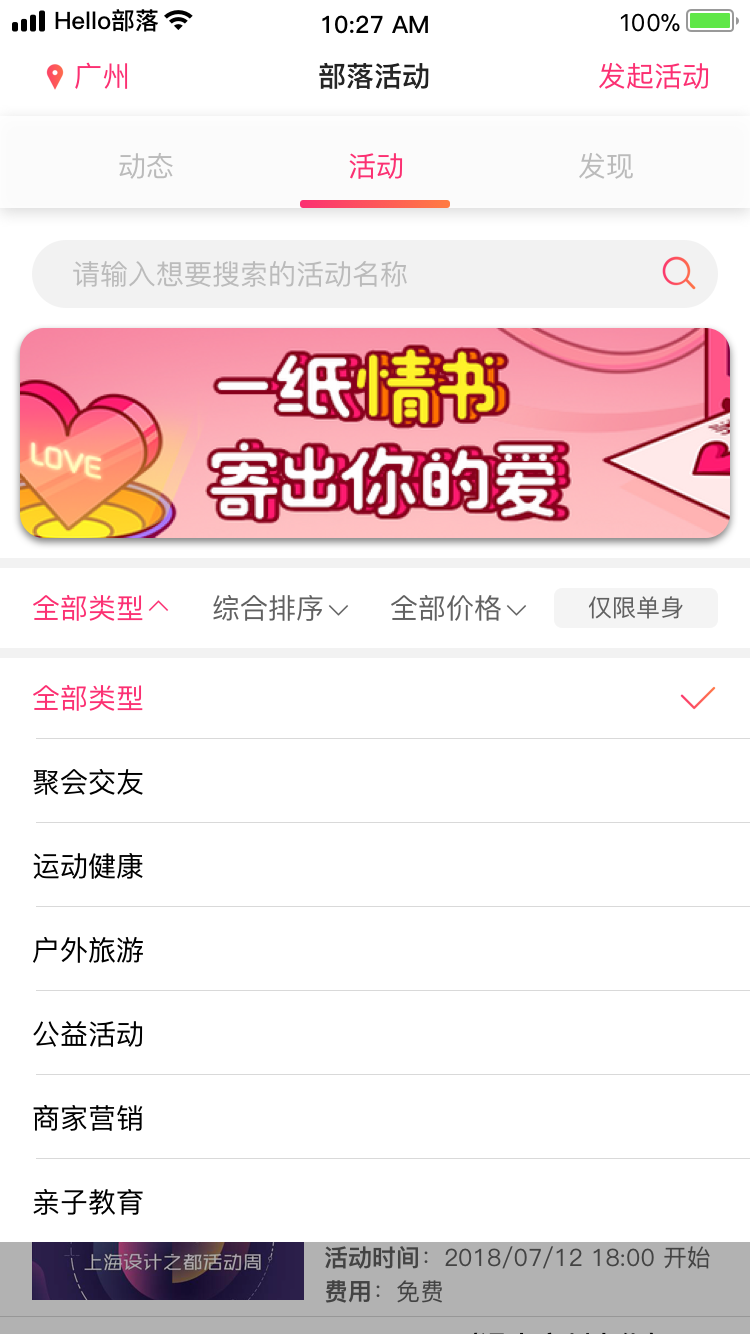 Hello部落 10:27 AM 100%
广州 部落活动 发起活动
动态 活动 发现
请输入想要搜索的活动名称
一纸情书
LOVE
寄出你的爱
全部类型 综合排序 全部价格 仅限单身
全部类型
聚会交友
运动健康
户外旅游
公益活动
商家营销
亲子教育
上海设计之都活动周
活动时间：2018/07/12 18:00 开始
费用：免费